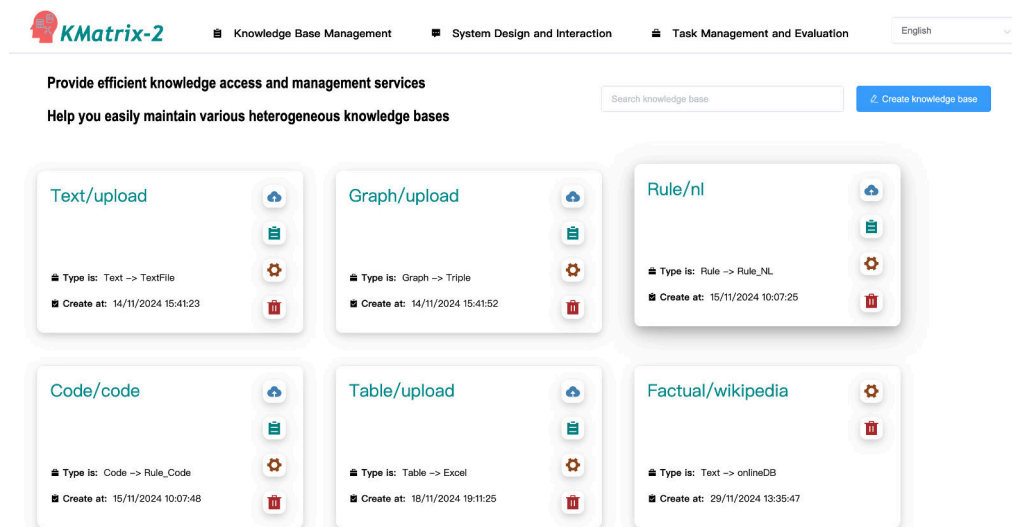 KMatrix-2
Knowledge Base Management
System Design and Interaction
Task Management and Evaluation
English
Provide efficient knowledge access and management services
Help you easily maintain various heterogeneous knowledge bases
Search knowledge base
Create knowledge base
Text/upload
Type is: Text -> TextFile
Create at: 14/11/2024 15:41:23
Graph/upload
Type is: Graph -> Triple
Create at: 14/11/2024 15:41:52
Rule/nl
Type is: Rule -> Rule_NL
Create at: 15/11/2024 10:07:25
Code/code
Type is: Code -> Rule_Code
Create at: 15/11/2024 10:07:48
Table/upload
Type is: Table -> Excel
Create at: 18/11/2024 19:11:25
Factual/wikipedia
Type is: Text -> onlineDB
Create at: 29/11/2024 13:35:47